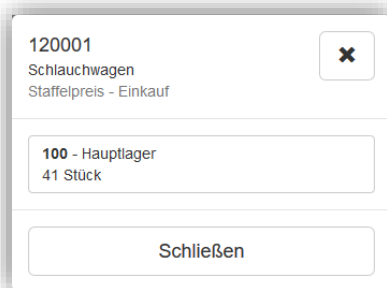 120001
Schlauchwagen
Staffelpreis - Einkauf
100 - Hauptlager
41 Stück
Schließen